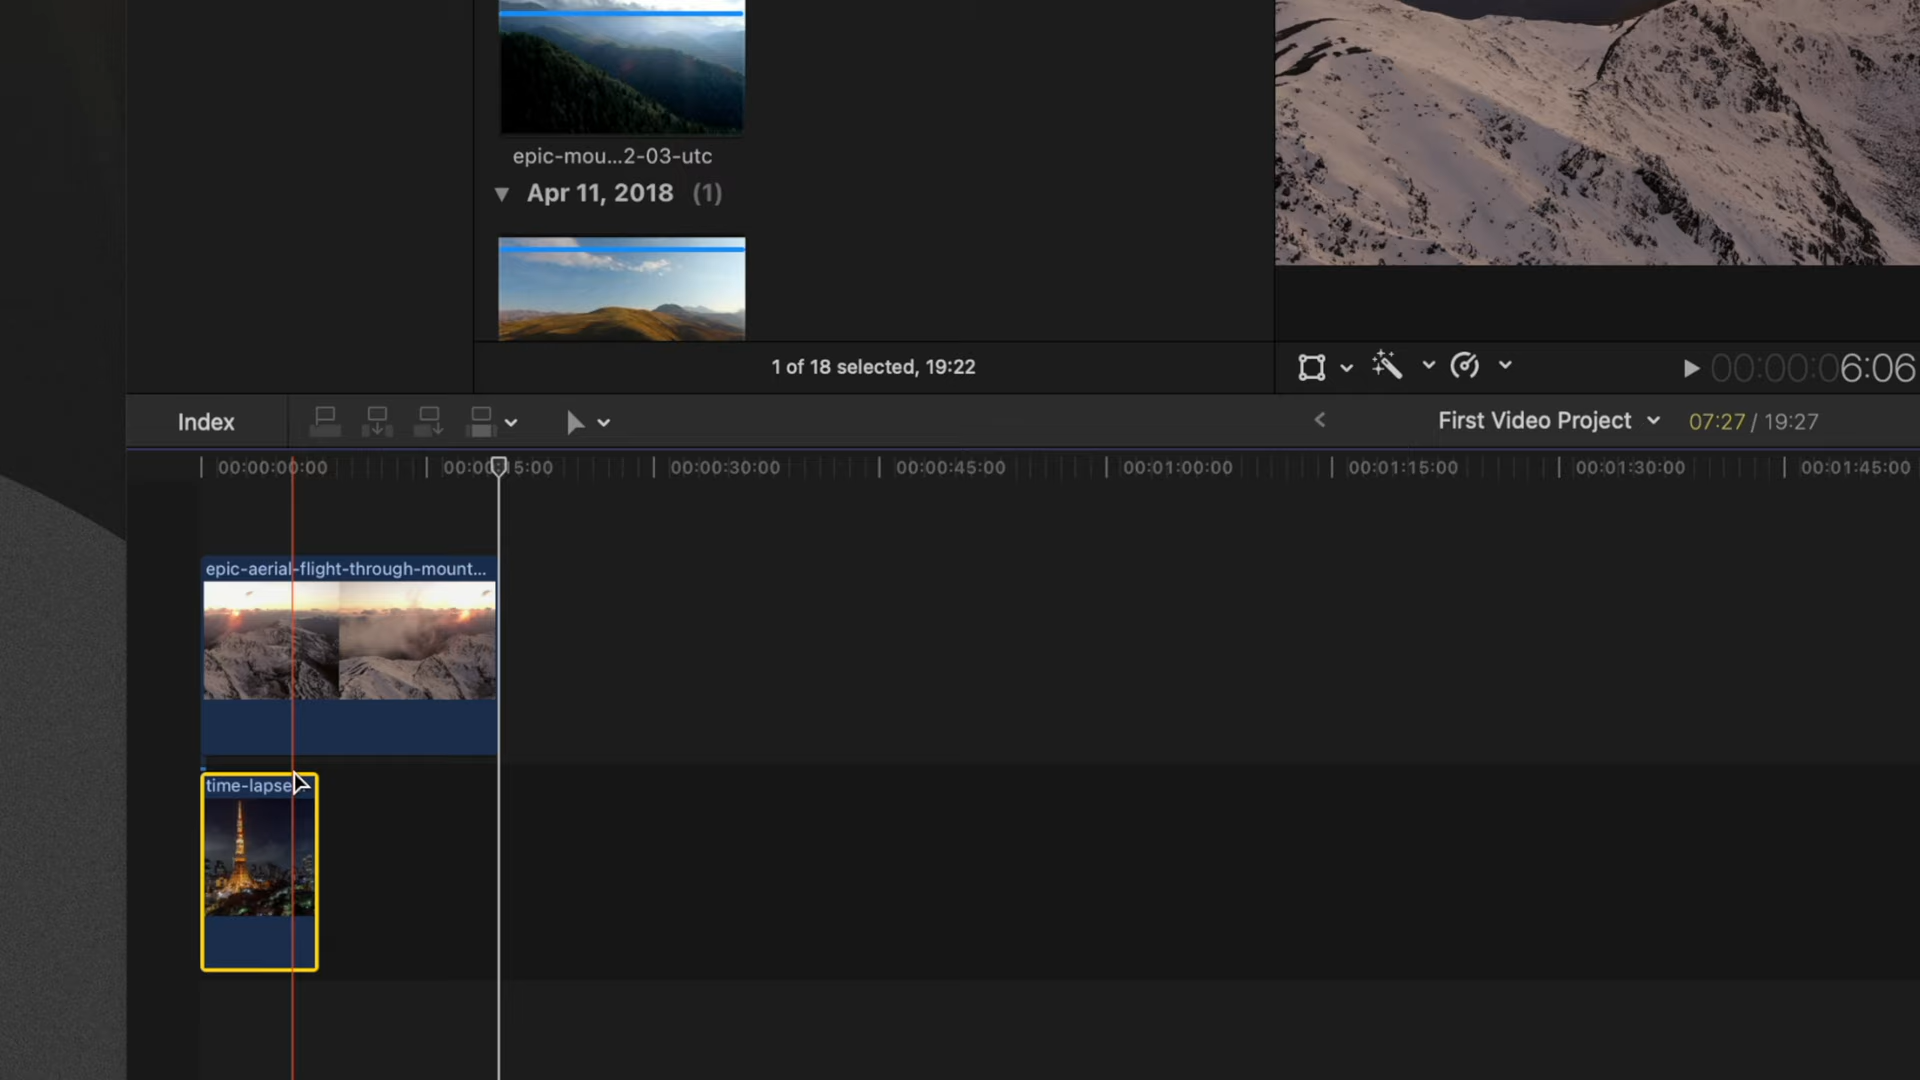 epic-mou...2-03-utc
▼ Apr 11, 2018 (1)
1 of 18 selected, 19:22
00:00:06:06
Index
First Video Project
07:27 / 19:27
00:00:00:00
00:00:15:00
00:00:30:00
00:00:45:00
00:01:00:00
00:01:15:00
00:01:30:00
00:01:45:00
epic-aerial-flight-through-mount...
time-lapse...